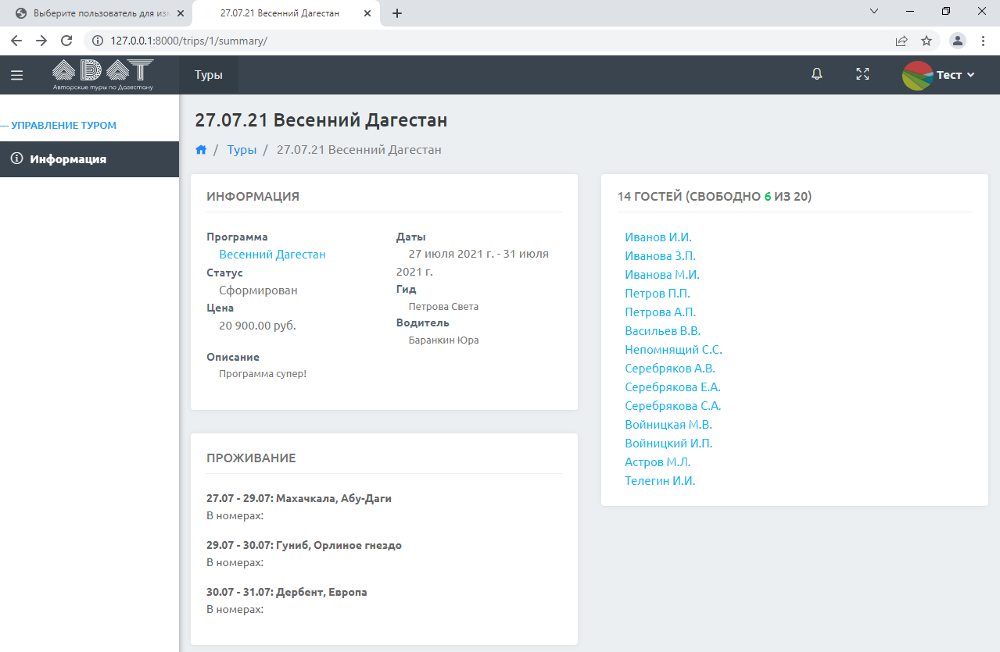 Выберите пользователь для изм
27.07.21 Весенний Дагестан
127.0.0.1:8000/trips/1/summary/
АДАТ
Авторские туры по Дагестану
Туры
Тест
--- УПРАВЛЕНИЕ ТУРОМ
Информация
27.07.21 Весенний Дагестан
/ Туры / 27.07.21 Весенний Дагестан
ИНФОРМАЦИЯ
Программа
Весенний Дагестан
Статус
Сформирован
Цена
20 900.00 руб.
Даты
27 июля 2021 г. - 31 июля
2021 г.
Гид
Петрова Света
Водитель
Баранкин Юра
Описание
Программа супер!
ПРОЖИВАНИЕ
27.07 - 29.07: Махачкала, Абу-Даги
В номерах:
29.07 - 30.07: Гуниб, Орлиное гнездо
В номерах:
30.07 - 31.07: Дербент, Европа
В номерах:
14 ГОСТЕЙ (СВОБОДНО 6 ИЗ 20)
Иванов И.И.
Иванова З.П.
Иванова М.И.
Петров П.П.
Петрова А.П.
Васильев В.В.
Непомнящий С.С.
Серебряков А.В.
Серебрякова Е.А.
Серебрякова С.А.
Войницкая М.В.
Войницкий И.П.
Астров М.Л.
Телегин И.И.